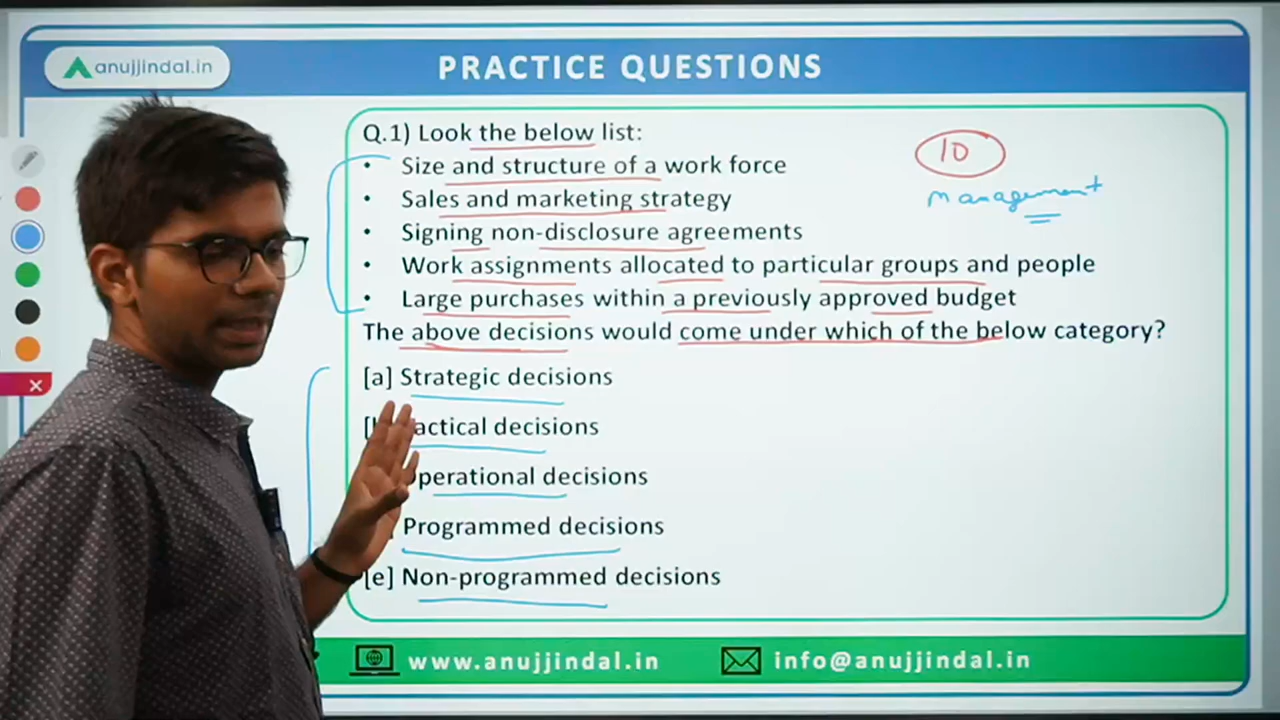 anujjindal.in
PRACTICE QUESTIONS
Q.1) Look the below list:
10
• Size and structure of a work force
management
• Sales and marketing strategy
• Signing non-disclosure agreements
• Work assignments allocated to particular groups and people
• Large purchases within a previously approved budget
The above decisions would come under which of the below category?
[a] Strategic decisions
decisions
decisions
Programmed decisions
[e] Non-programmed decisions
www.anujjindal.in
info@anujjindal.in